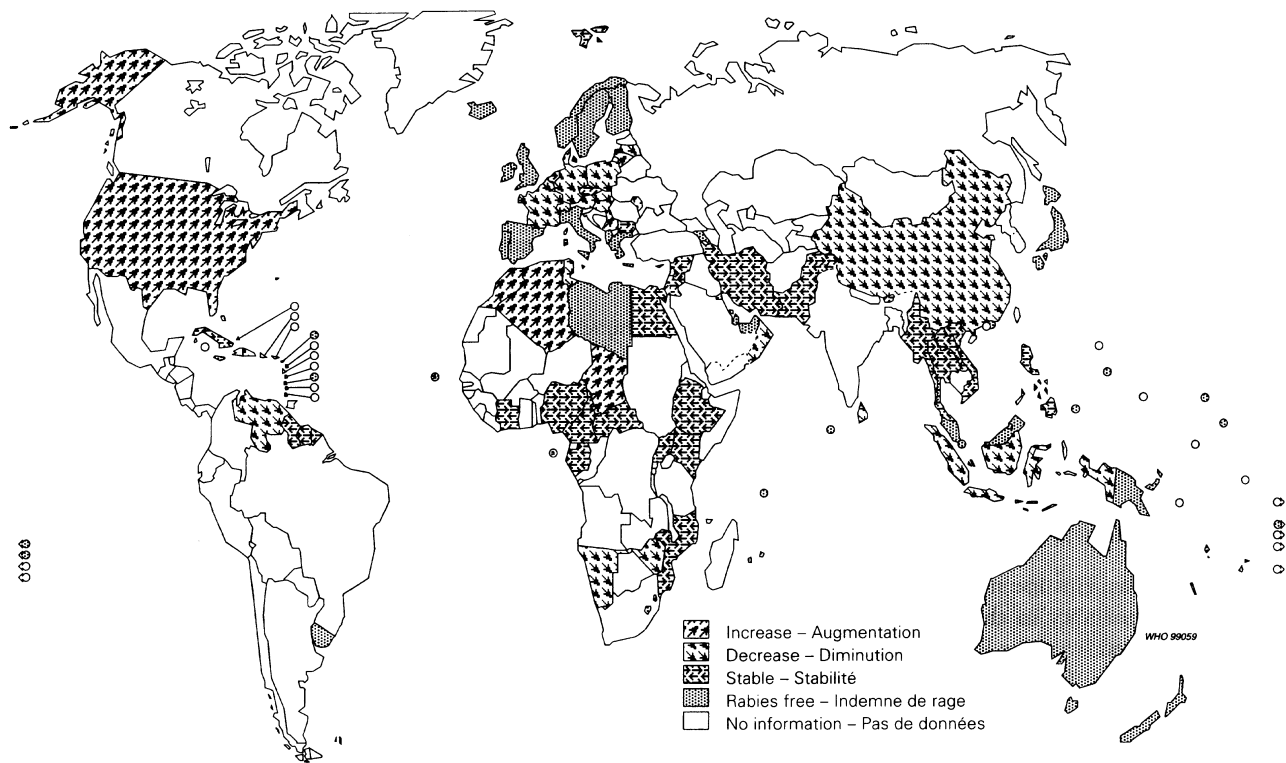 Increase – Augmentation
Decrease – Diminution
Stable – Stabilité
Rabies free – Indemne de rage
No information – Pas de données
WHO 99059